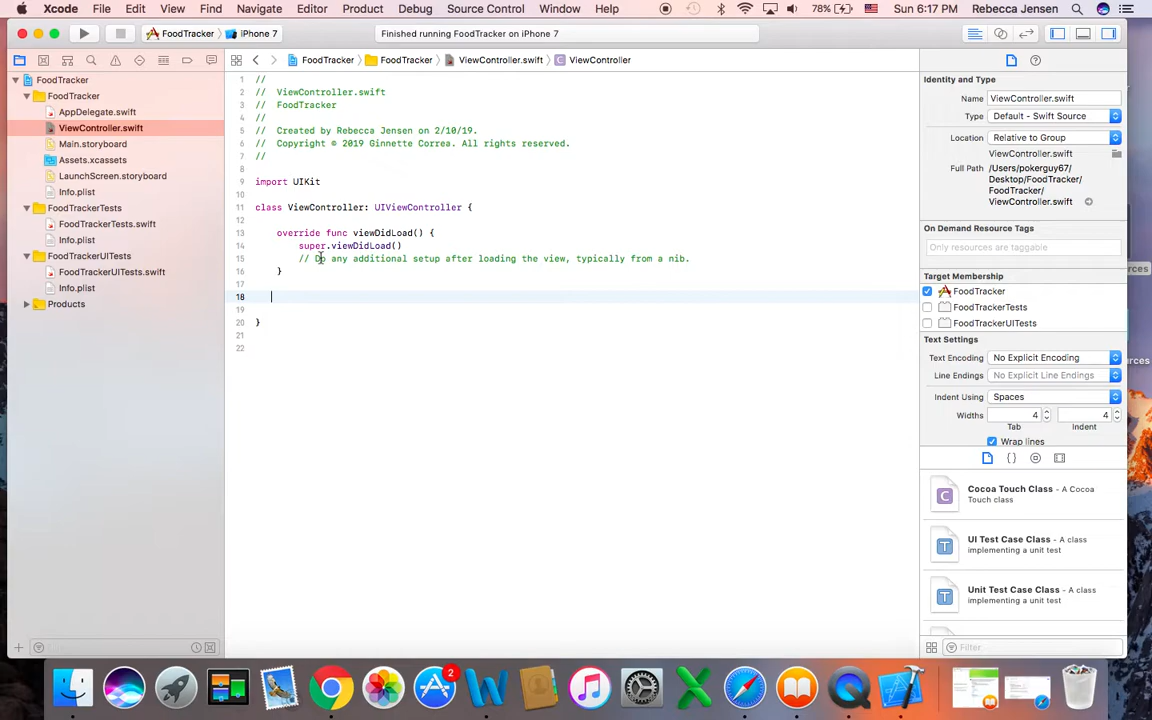 Xcode File Edit View Find Navigate Editor Product Debug Source Control Window Help 78% Sun 6:17 PM Rebecca Jensen
FoodTracker iPhone 7 Finished running FoodTracker on iPhone 7
FoodTracker FoodTracker ViewController.swift ViewController
FoodTracker
FoodTracker
AppDelegate.swift
ViewController.swift
Main.storyboard
Assets.xcassets
LaunchScreen.storyboard
Info.plist
FoodTrackerTests
FoodTrackerTests.swift
Info.plist
FoodTrackerUITests
FoodTrackerUITests.swift
Info.plist
Products
1 //
2 // ViewController.swift
3 // FoodTracker
4 //
5 // Created by Rebecca Jensen on 2/10/19.
6 // Copyright © 2019 Ginnette Correa. All rights reserved.
7 //
8
9 import UIKit
10
11 class ViewController: UIViewController {
12
13 override func viewDidLoad() {
14 super.viewDidLoad()
15 // Do any additional setup after loading the view, typically from a nib.
16 }
17
18
19
20 }
21
22
Identity and Type
Name ViewController.swift
Type Default - Swift Source
Location Relative to Group
ViewController.swift
Full Path /Users/pokerguy67/
Desktop/FoodTracker/
FoodTracker/
ViewController.swift
On Demand Resource Tags
Only resources are taggable
Target Membership
FoodTracker
FoodTrackerTests
FoodTrackerUITests
Text Settings
Text Encoding No Explicit Encoding
Line Endings No Explicit Line Endings
Indent Using Spaces
Widths 4 4
Tab Indent
Wrap lines
Cocoa Touch Class - A Cocoa
Touch class
UI Test Case Class - A class
implementing a unit test
Unit Test Case Class - A class
implementing a unit test
Filter
2